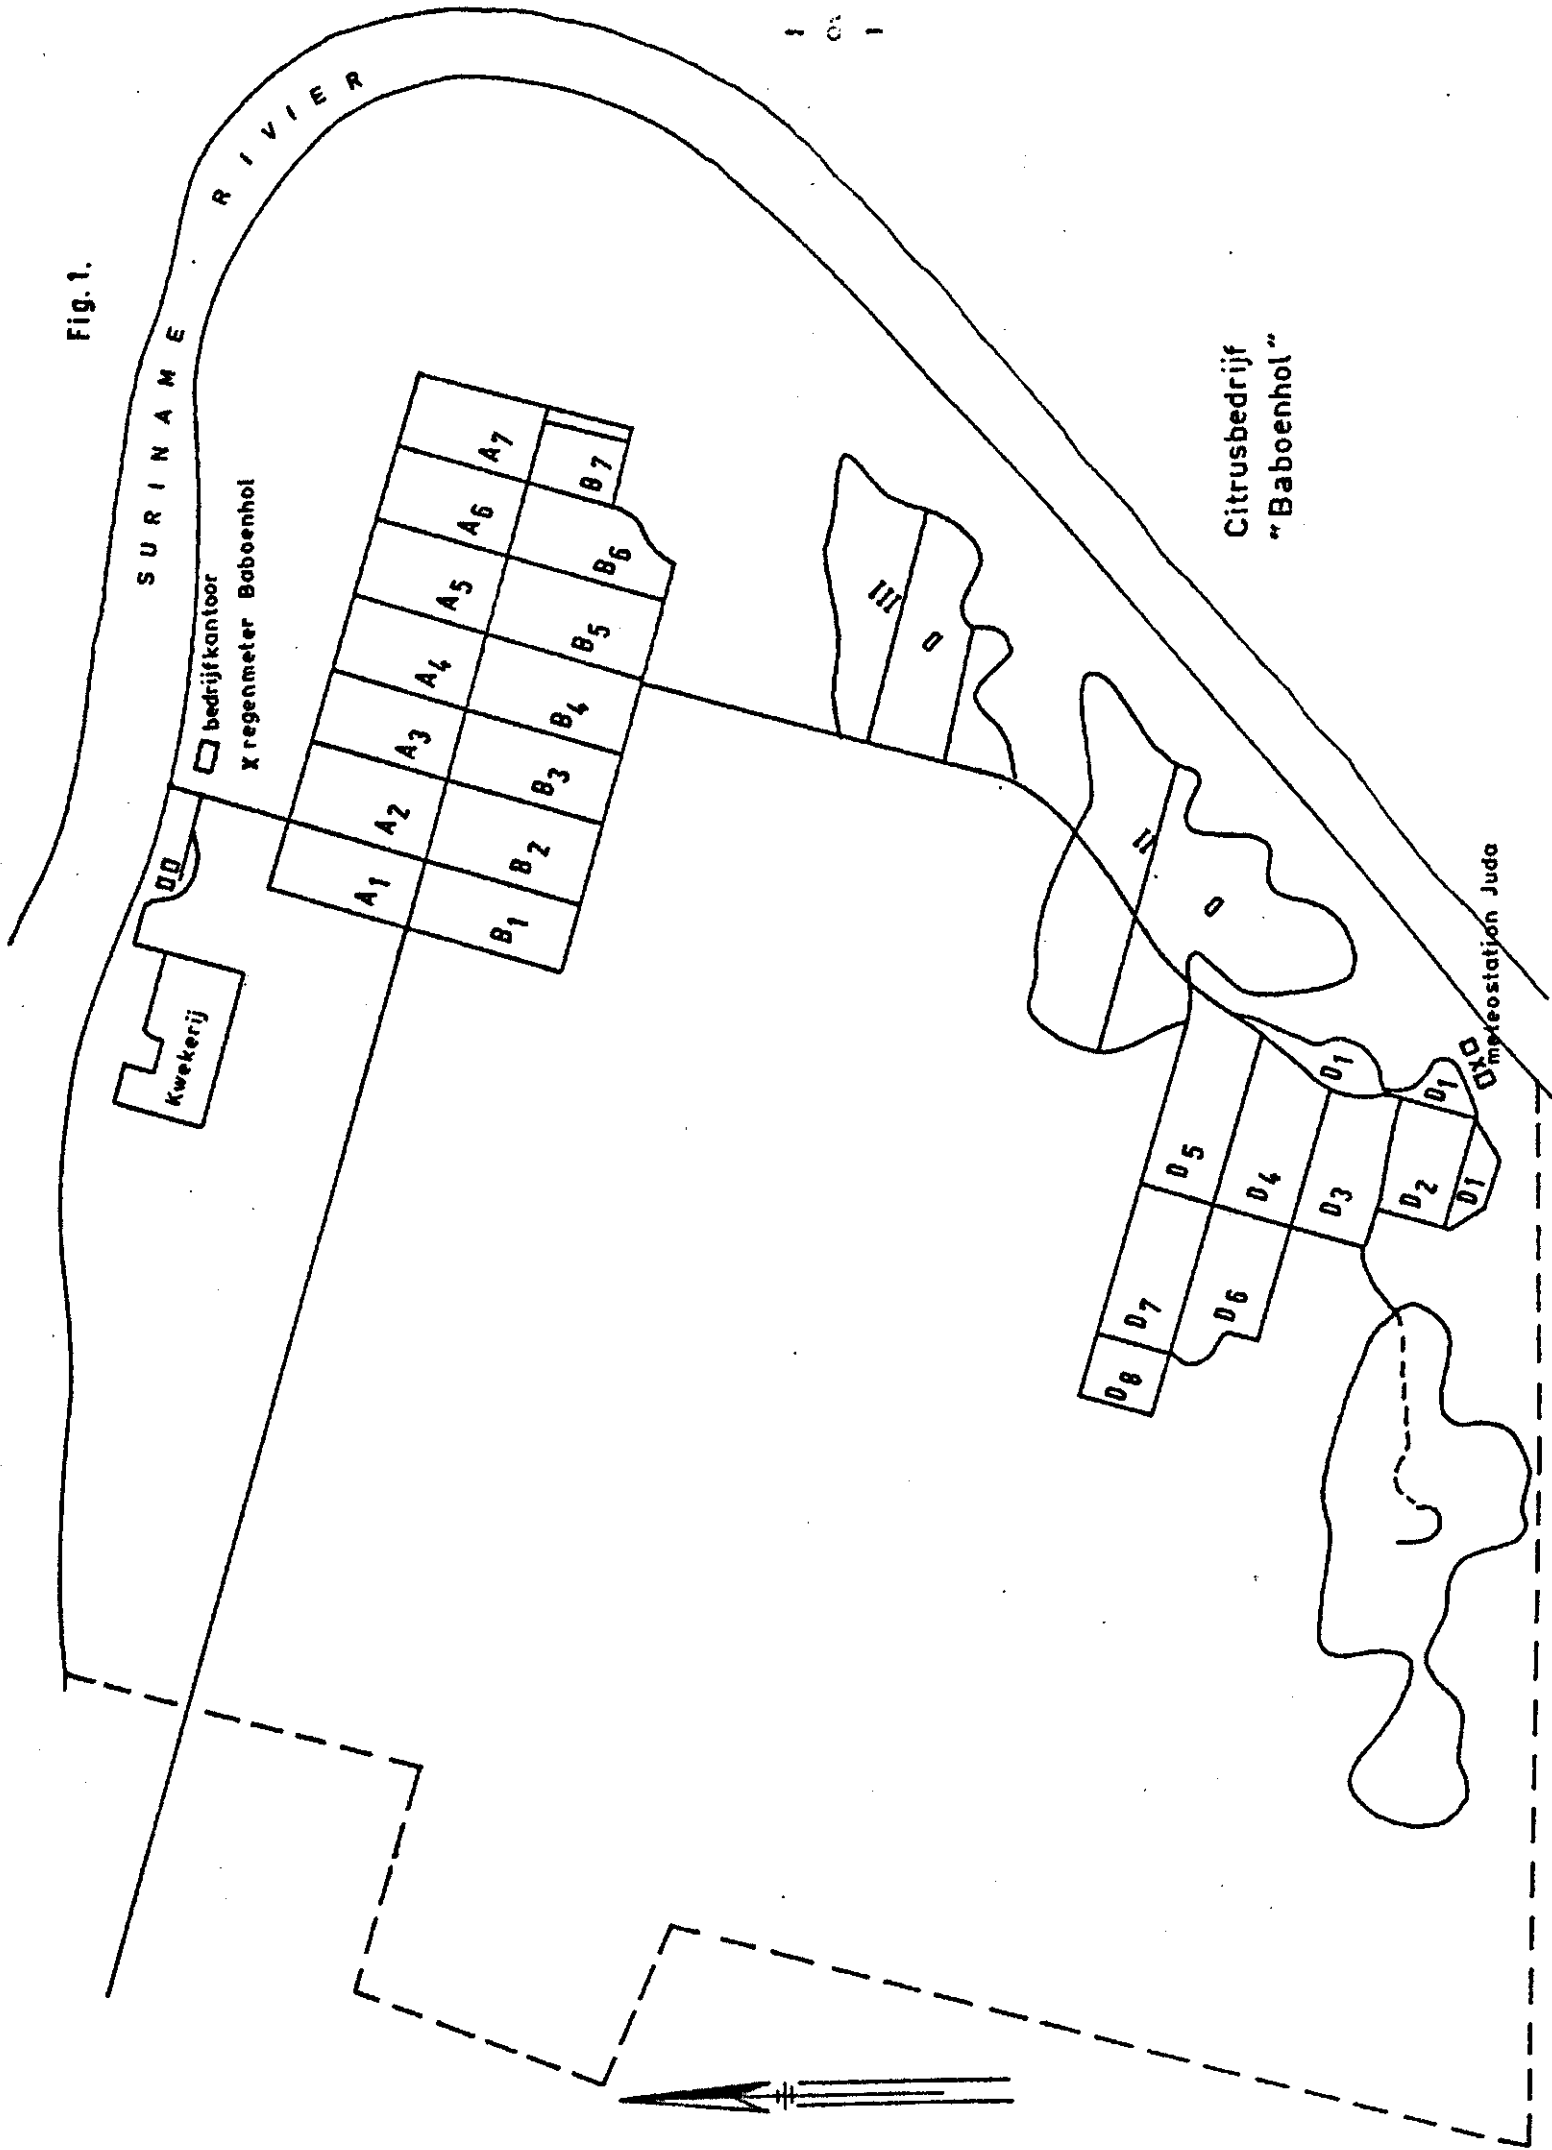 Fig. 1.
SURINAME RIVIER
bedrijfkantoor
X regenmeter Baboenhol
Kwekerij
A1
A2
A3
A4
A5
A6
A7
B1
B2
B3
B4
B5
B6
B7
III
D
II
D
D5
D4
D3
D2
D1
D1
D1
D7
D6
D8
X
meteostation Juda
Citrusbedrijf
"Baboenhol"